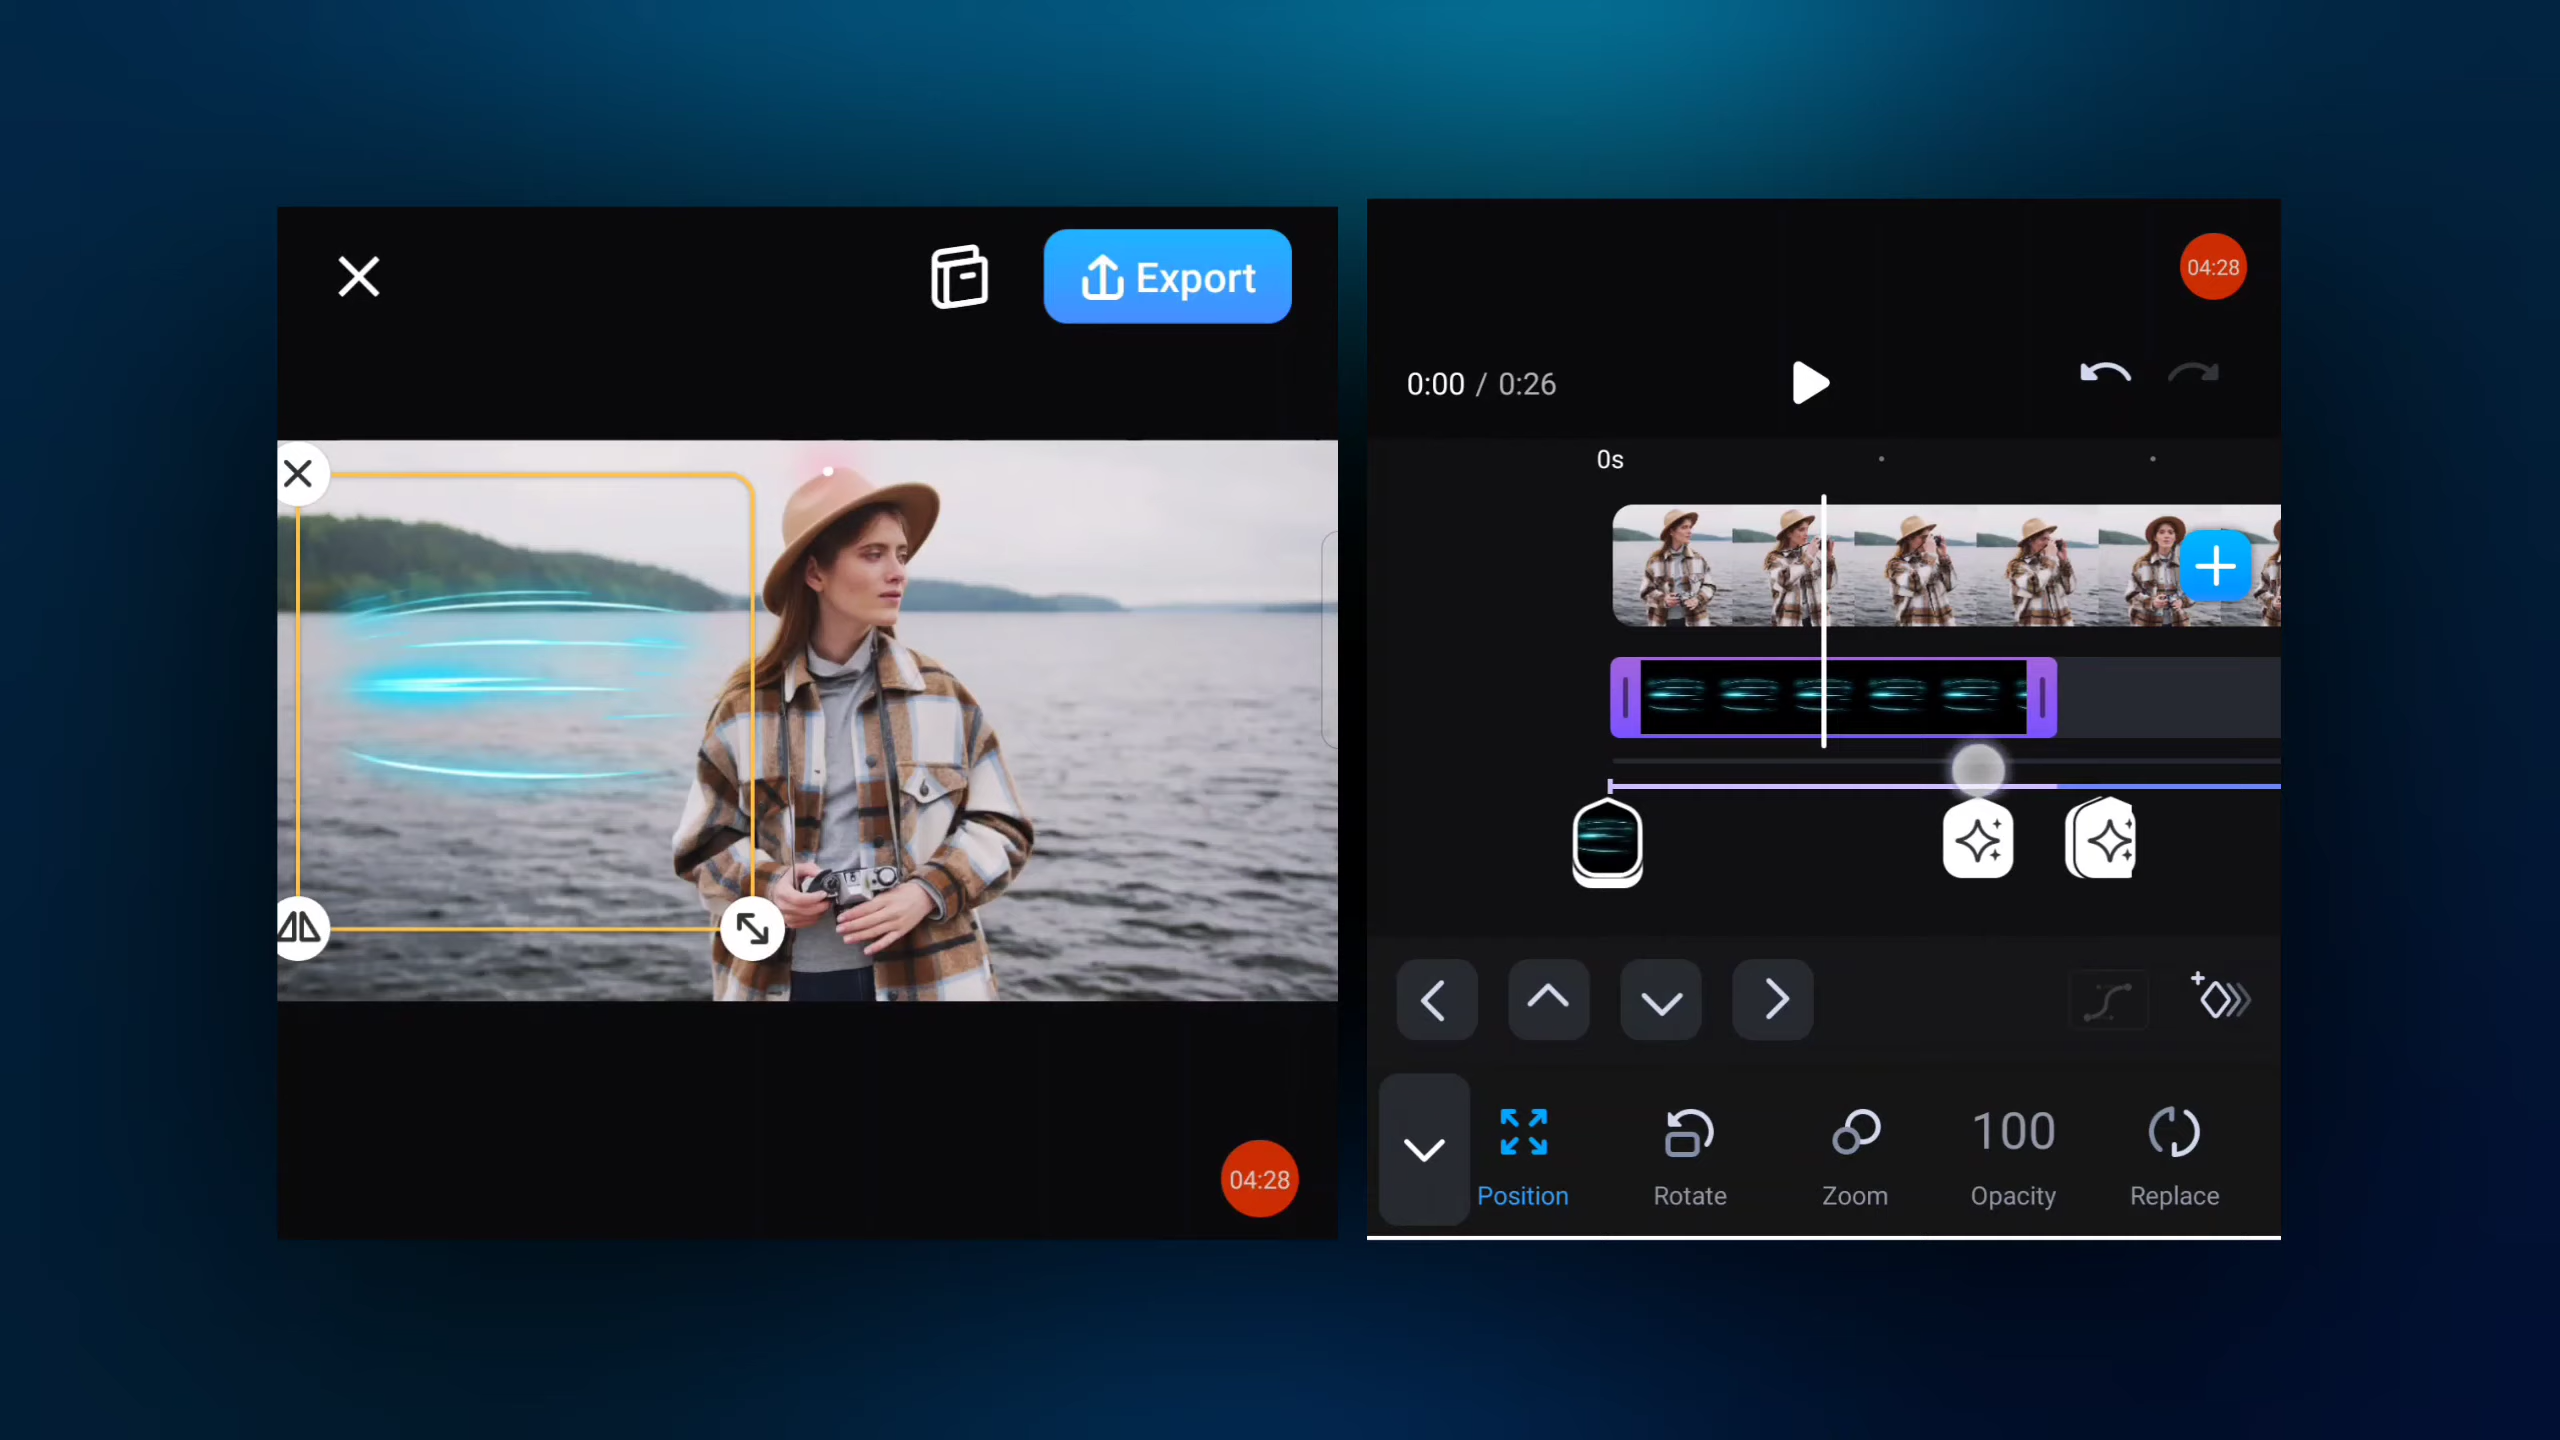 Export
04:28
04:28
0:00 / 0:26
0s
100
Position
Rotate
Zoom
Opacity
Replace